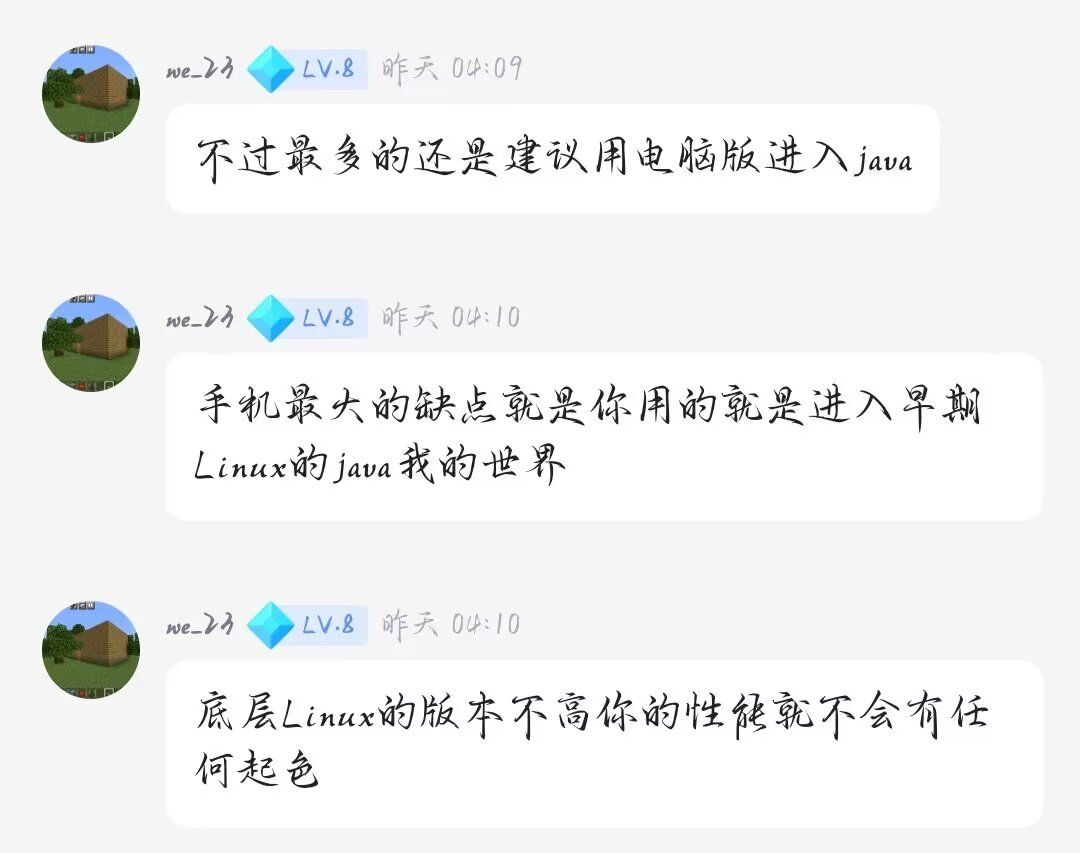 we_23 LV.8 昨天 04:09
不过最多的还是建议用电脑版进入java
we_23 LV.8 昨天 04:10
手机最大的缺点就是你用的就是进入早期
Linux的java我的世界
we_23 LV.8 昨天 04:10
底层Linux的版本不高你的性能就不会有任
何起色